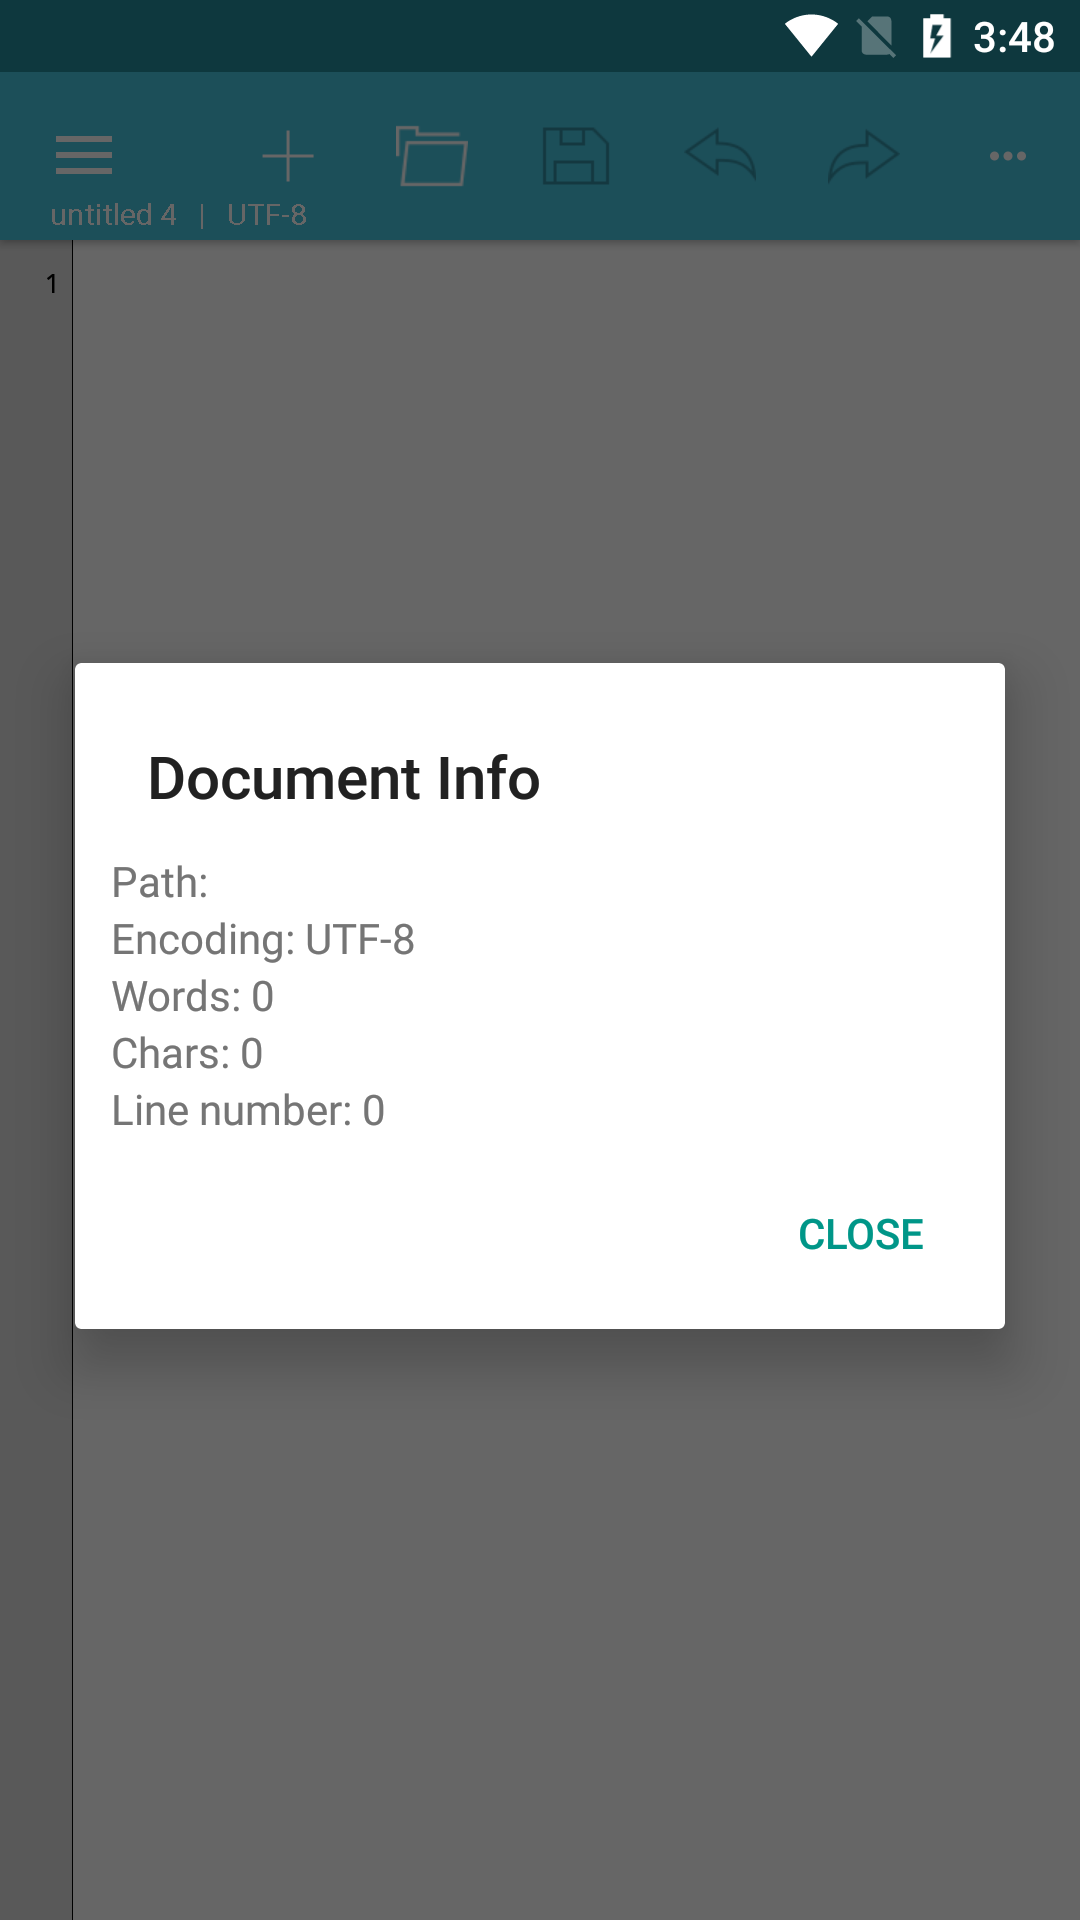 3:48
untitled 4 | UTF-8
1
Document Info
Path:
Encoding: UTF-8
Words: 0
Chars: 0
Line number: 0
CLOSE